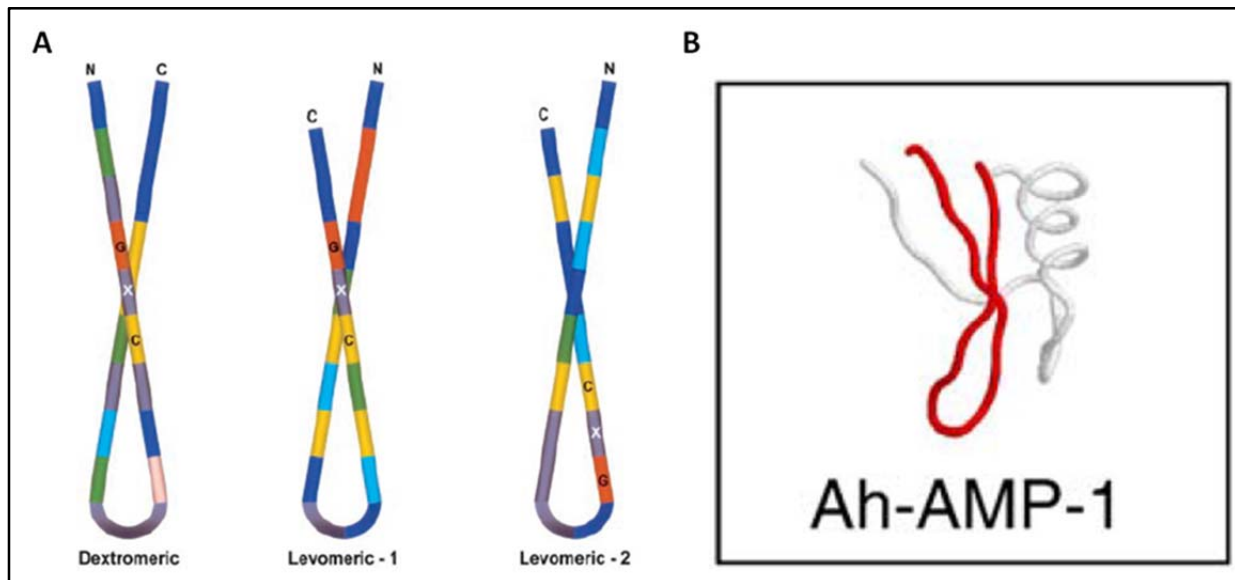 A
B
N C
N
C
N
C
G
X
C
G
X
C
C
X
G
Dextromeric
Levomeric - 1
Levomeric - 2
Ah-AMP-1